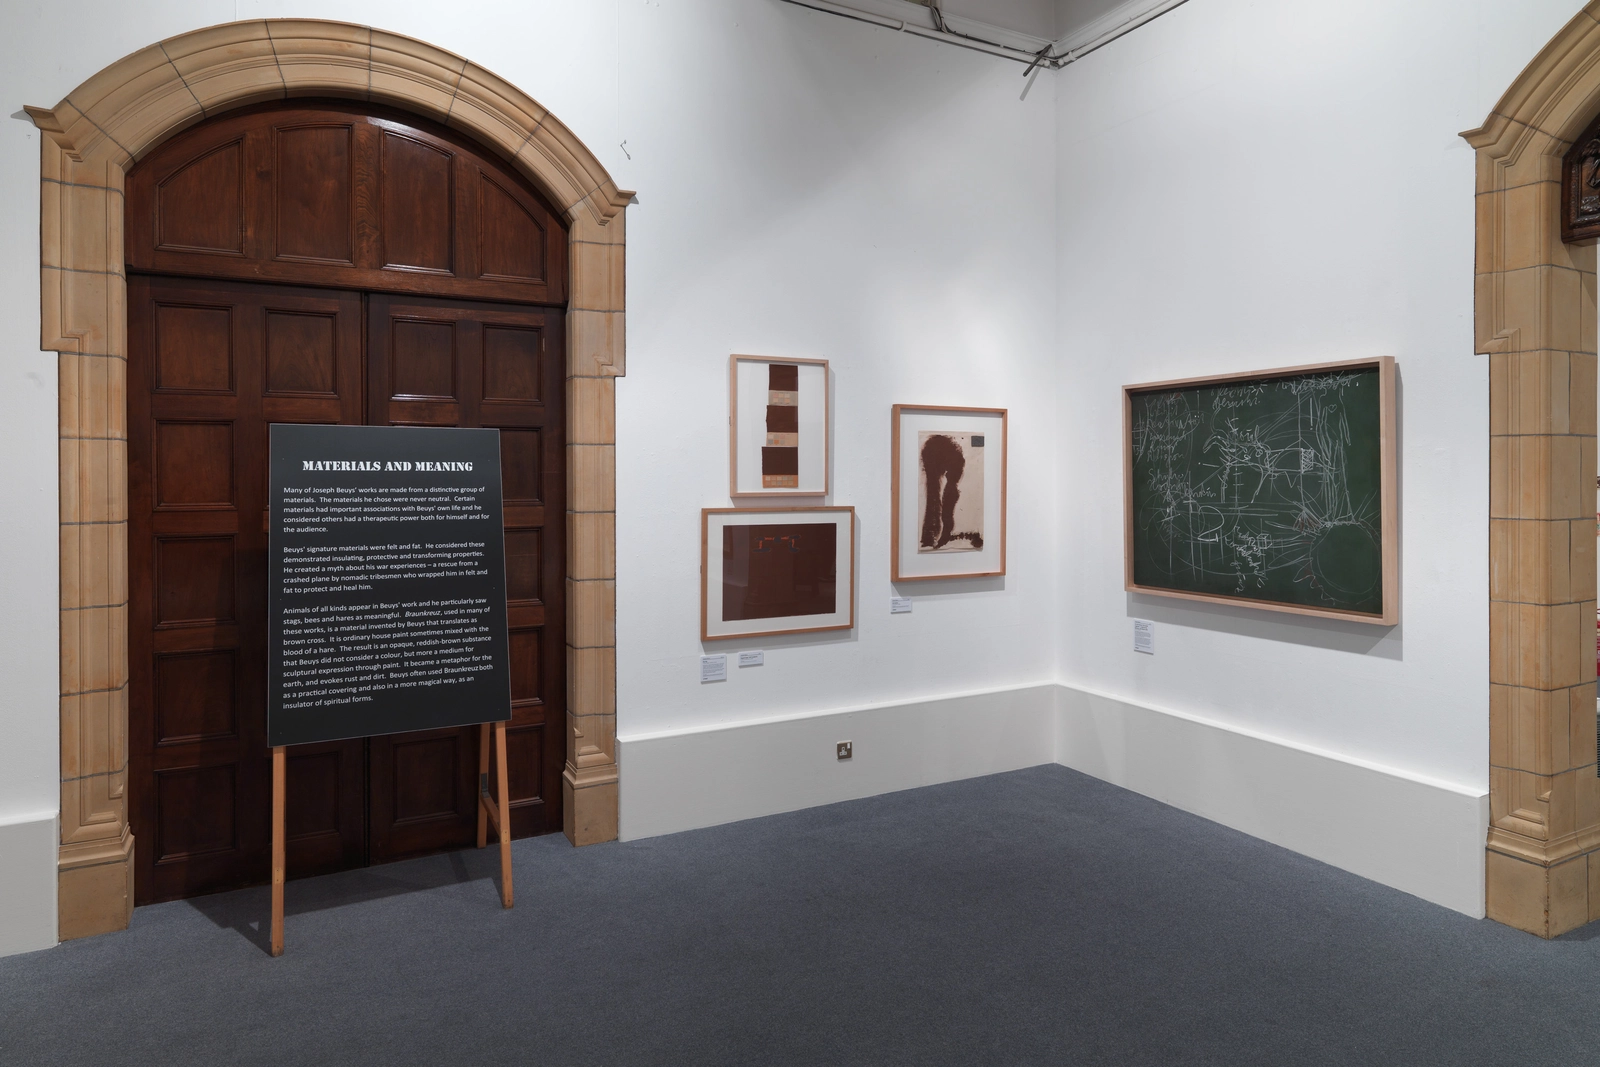 MATERIALS AND MEANING
Many of Joseph Beuys' works are made from a distinctive group of
materials. The materials he chose were never neutral. Certain
materials had important associations with Beuys' own life and he
considered others had a therapeutic power both for himself and for
the audience.
Beuys' signature materials were felt and fat. He considered these
demonstrated insulating, protective and transforming properties.
He created a myth about his war experiences – a rescue from a
crashed plane by nomadic tribesmen who wrapped him in felt and
fat to protect and heal him.
Animals of all kinds appear in Beuys' work and he particularly saw
stags, bees and hares as meaningful. Braunkreuz, used in many of
these works, is a material invented by Beuys that translates as
brown cross. It is ordinary house paint sometimes mixed with the
blood of a hare. The result is an opaque, reddish-brown substance
that Beuys did not consider a colour, but more a medium for
sculptural expression through paint. It became a metaphor for the
earth, and evokes rust and dirt. Beuys often used Braunkreuz both
as a practical covering and also in a more magical way, as an
insulator of spiritual forms.